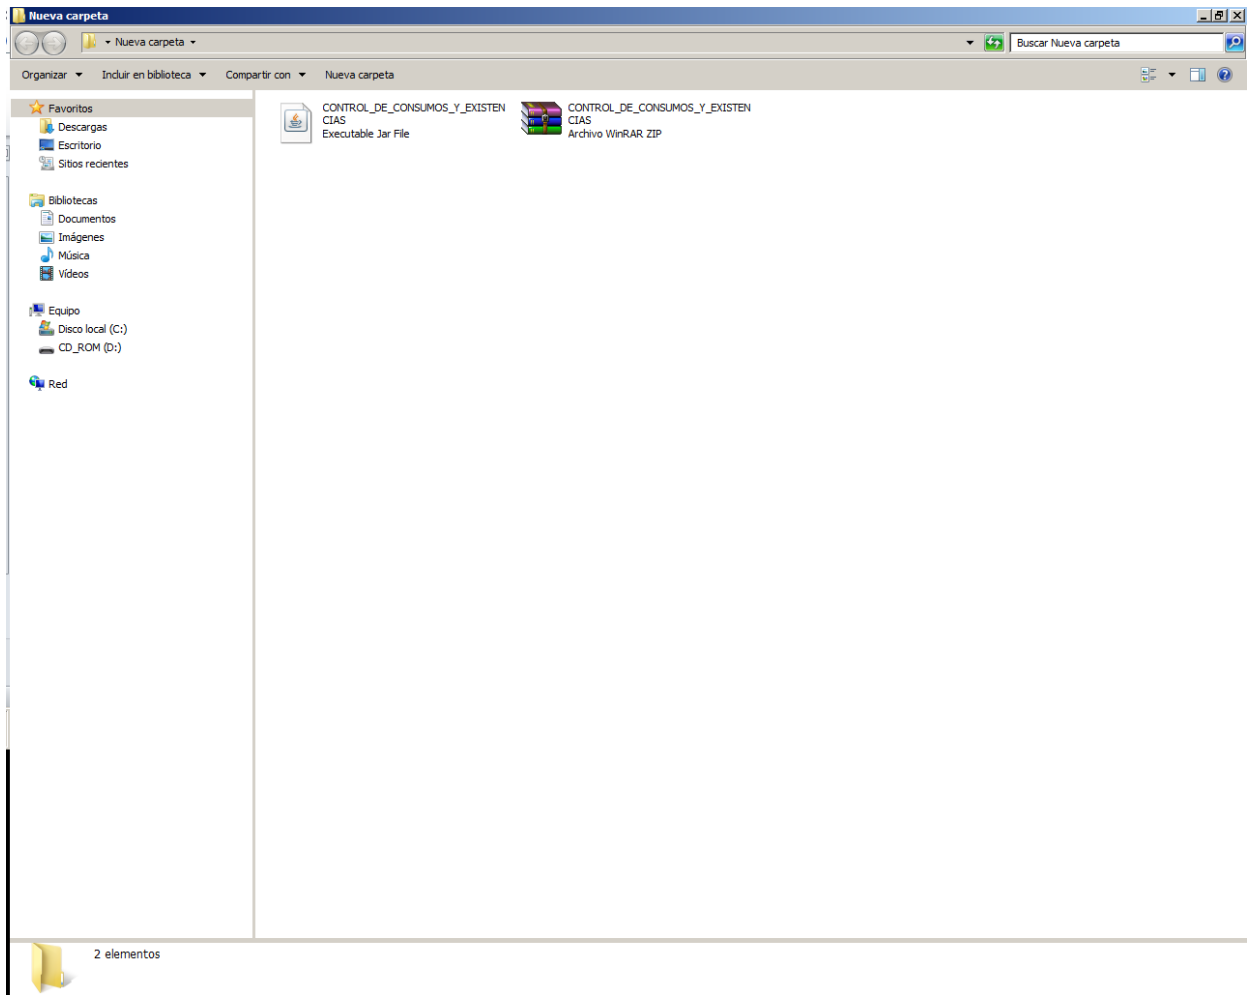 Nueva carpeta
Nueva carpeta
Buscar Nueva carpeta
Organizar
Incluir en biblioteca
Compartir con
Nueva carpeta
Favoritos
Descargas
Escritorio
Sitios recientes
Bibliotecas
Documentos
Imágenes
Música
Vídeos
Equipo
Disco local (C:)
CD_ROM (D:)
Red
CONTROL_DE_CONSUMOS_Y_EXISTEN
CIAS
Executable Jar File
CONTROL_DE_CONSUMOS_Y_EXISTEN
CIAS
Archivo WinRAR ZIP
2 elementos